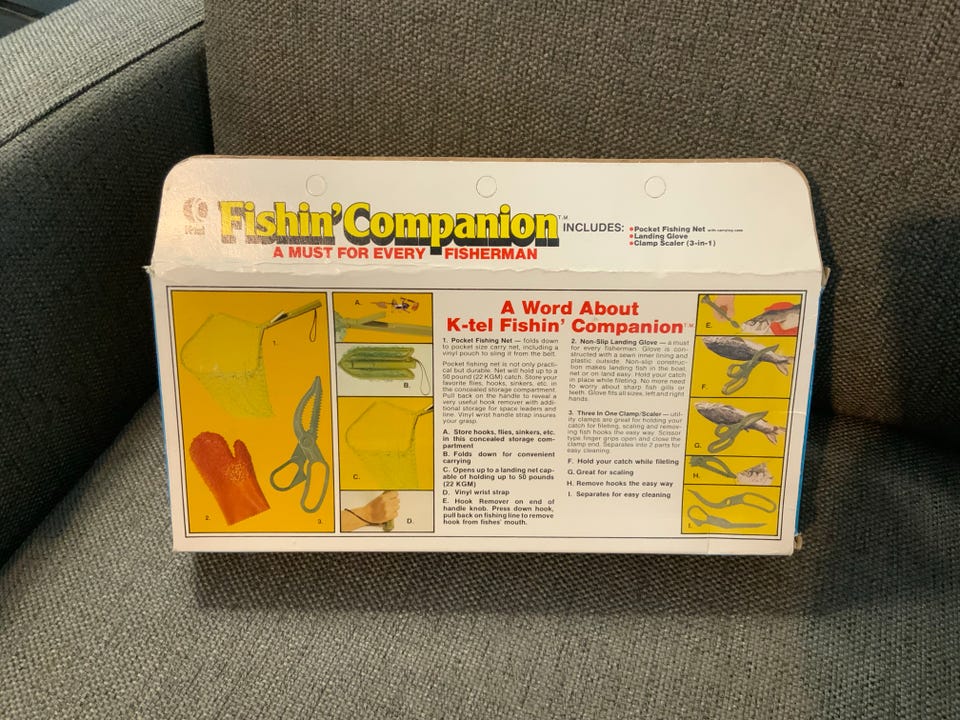 K-tel
Fishin' Companion T.M.
A MUST FOR EVERY FISHERMAN
INCLUDES:
• Pocket Fishing Net with carrying case
• Landing Glove
• Clamp Scaler (3-in-1)
1.
2.
3.
A.
B.
C.
D.
A Word About
K-tel Fishin' Companion T.M.
1. Pocket Fishing Net — folds down
to pocket size carry net, including a
vinyl pouch to sling it from the belt.
Pocket fishing net is not only practi-
cal but durable. Net will hold up to a
50 pound (22 KGM) catch. Store your
favorite flies, hooks, sinkers, etc. in
the concealed storage compartment.
Pull back on the handle to reveal a
very useful hook remover with addi-
tional storage for space leaders and
line. Vinyl wrist handle strap insures
your grasp.
A. Store hooks, flies, sinkers, etc.
in this concealed storage com-
partment
B. Folds down for convenient
carrying
C. Opens up to a landing net cap-
able of holding up to 50 pounds
(22 KGM)
D. Vinyl wrist strap
E. Hook Remover on end of
handle knob. Press down hook,
pull back on fishing line to remove
hook from fishes' mouth.
2. Non-Slip Landing Glove — a must
for every fisherman. Glove is con-
structed with a sewn inner lining and
plastic outside. Non-slip construc-
tion makes landing fish in the boat,
net or on land easy. Hold your catch
in place while fileting. No more need
to worry about sharp fish gills or
teeth. Glove fits all sizes, left and right
hands.
3. Three In One Clamp/Scaler — util-
ity clamps are great for holding your
catch for fileting, scaling and remov-
ing fish hooks the easy way. Scissor
type finger grips open and close the
clamp end. Separates into 2 parts for
easy cleaning.
F. Hold your catch while fileting
G. Great for scaling
H. Remove hooks the easy way
I. Separates for easy cleaning
E.
F.
G.
H.
I.